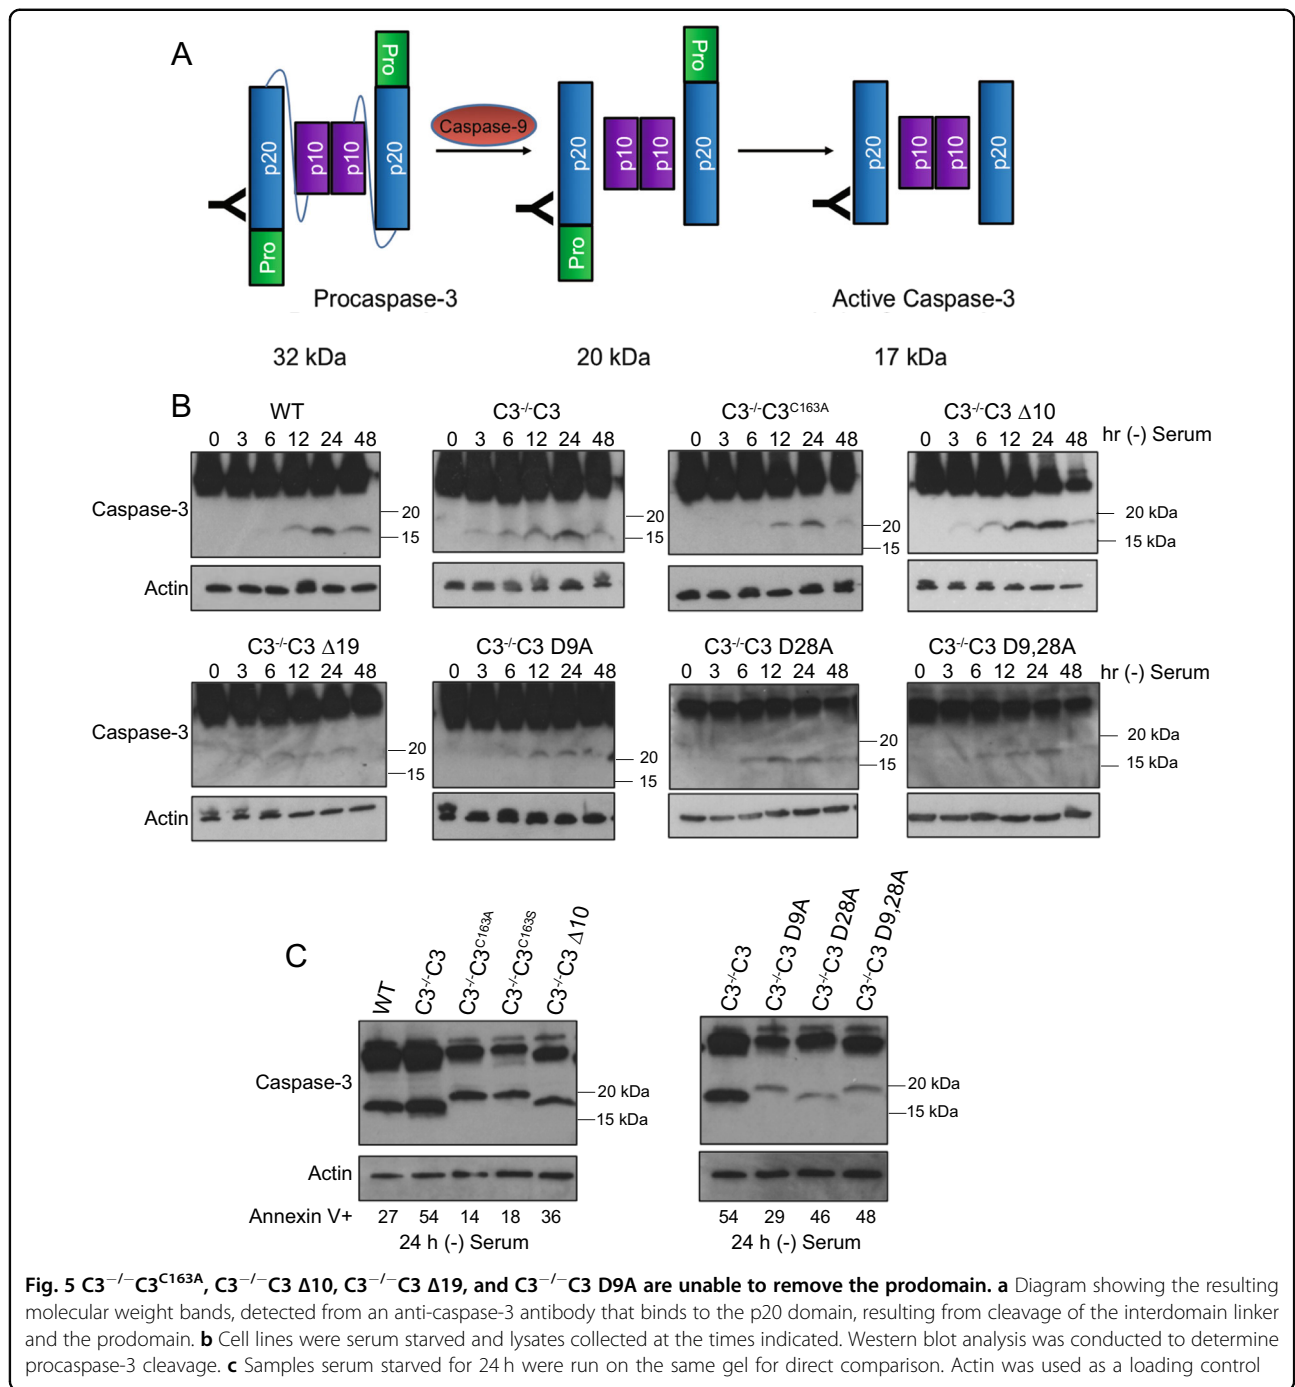 A
Pro
p20
p10
p10
p20
Pro
Caspase-9
Pro
p20
p10
p10
p20
Pro
p20
p10
p10
p20
Procaspase-3
Active Caspase-3
32 kDa
20 kDa
17 kDa
B
WT
C3-/-C3
C3-/-C3C163A
C3-/-C3 Δ10
0 3 6 12 24 48
0 3 6 12 24 48
0 3 6 12 24 48
0 3 6 12 24 48
hr (-) Serum
Caspase-3
20
15
20
15
20
15
20 kDa
15 kDa
Actin
C3-/-C3 Δ19
C3-/-C3 D9A
C3-/-C3 D28A
C3-/-C3 D9,28A
0 3 6 12 24 48
0 3 6 12 24 48
0 3 6 12 24 48
0 3 6 12 24 48
hr (-) Serum
Caspase-3
20
15
20
15
20
15
20 kDa
15 kDa
Actin
C
WT
C3-/-C3
C3-/-C3C163A
C3-/-C3C163S
C3-/-C3 Δ10
C3-/-C3
C3-/-C3 D9A
C3-/-C3 D28A
C3-/-C3 D9,28A
Caspase-3
20 kDa
15 kDa
20 kDa
15 kDa
Actin
Annexin V+ 27 54 14 18 36
54 29 46 48
24 h (-) Serum
24 h (-) Serum
Fig. 5 C3−/−C3C163A, C3−/−C3 Δ10, C3−/−C3 Δ19, and C3−/−C3 D9A are unable to remove the prodomain. a Diagram showing the resulting
molecular weight bands, detected from an anti-caspase-3 antibody that binds to the p20 domain, resulting from cleavage of the interdomain linker
and the prodomain. b Cell lines were serum starved and lysates collected at the times indicated. Western blot analysis was conducted to determine
procaspase-3 cleavage. c Samples serum starved for 24 h were run on the same gel for direct comparison. Actin was used as a loading control